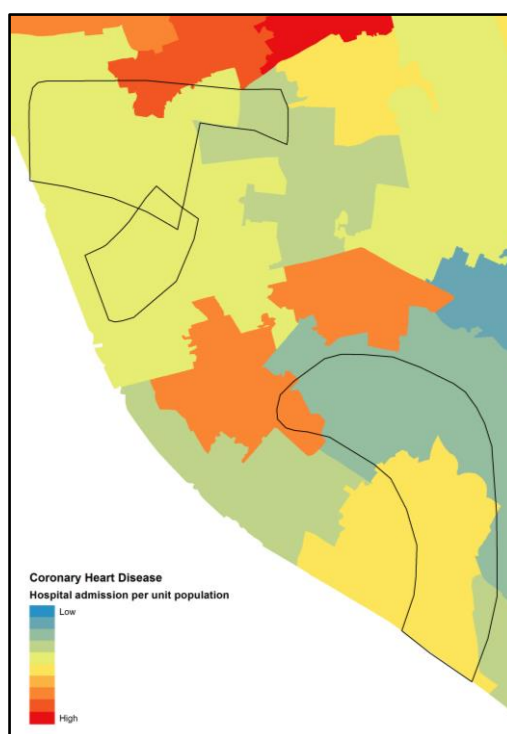 Coronary Heart Disease
Hospital admission per unit population
Low
High